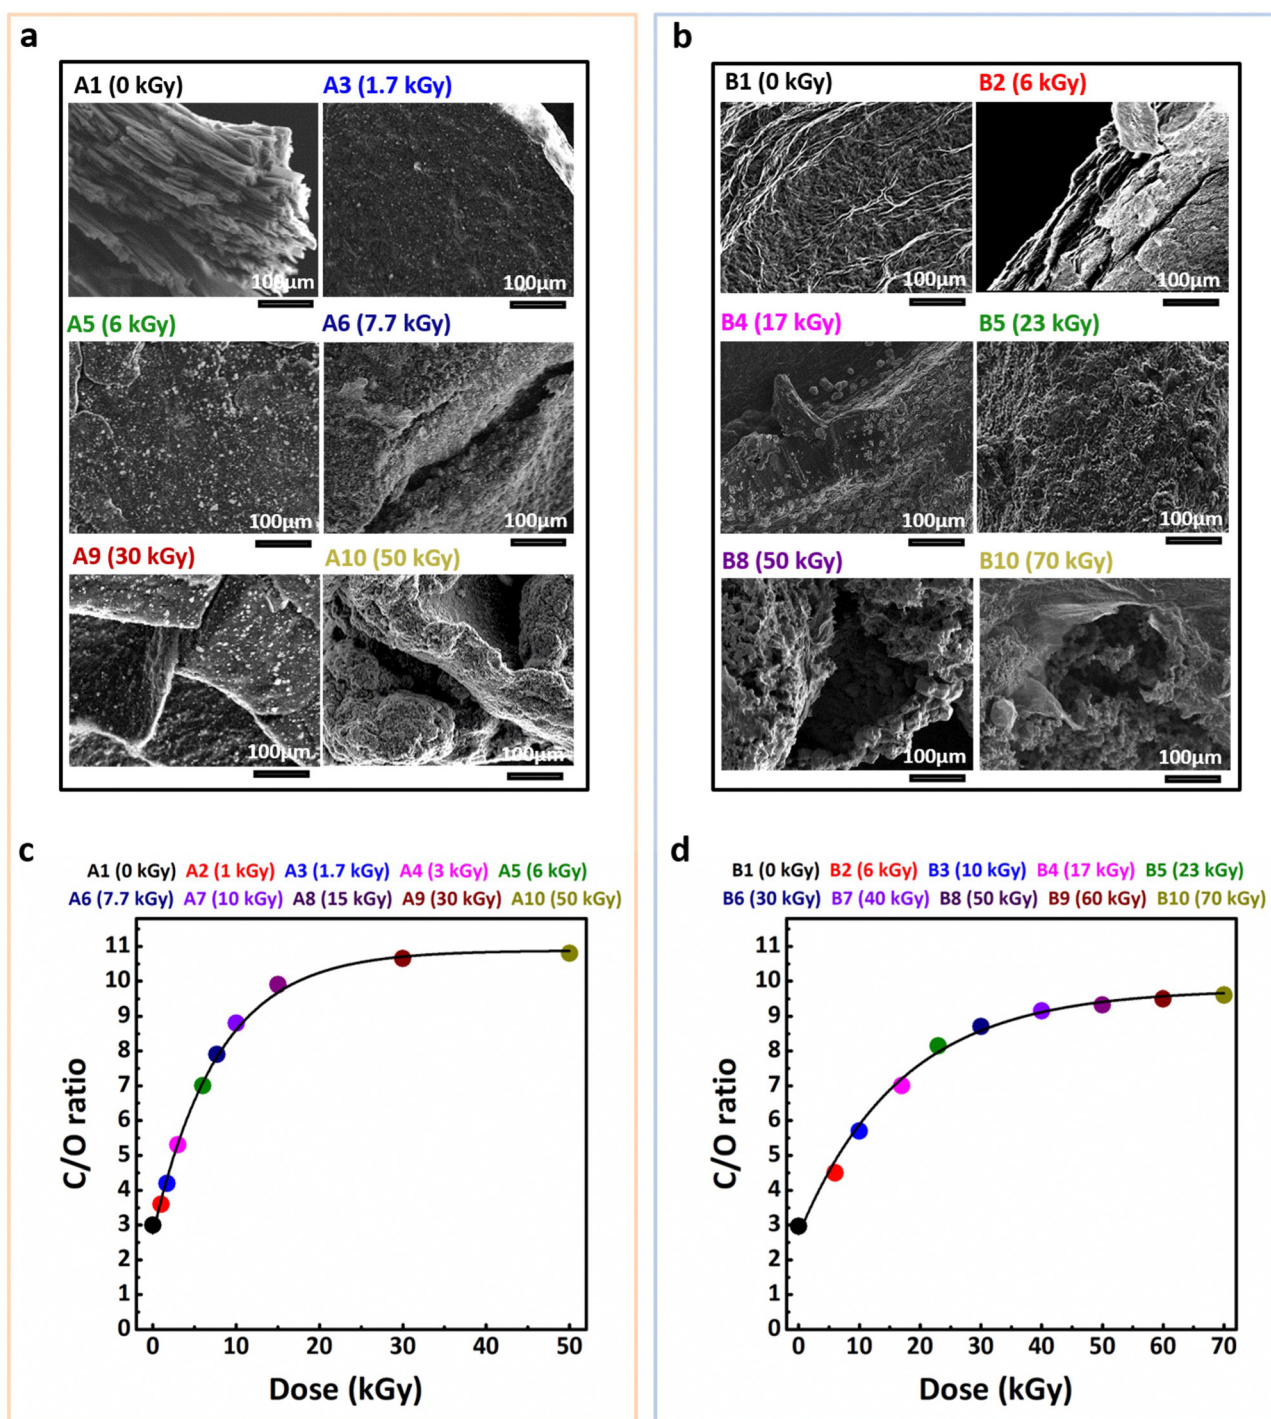 a
A1 (0 kGy) A3 (1.7 kGy)
100µm 100µm
A5 (6 kGy) A6 (7.7 kGy)
100µm 100µm
A9 (30 kGy) A10 (50 kGy)
100µm 100µm
b
B1 (0 kGy) B2 (6 kGy)
100µm 100µm
B4 (17 kGy) B5 (23 kGy)
100µm 100µm
B8 (50 kGy) B10 (70 kGy)
100µm 100µm
c
A1 (0 kGy) A2 (1 kGy) A3 (1.7 kGy) A4 (3 kGy) A5 (6 kGy)
A6 (7.7 kGy) A7 (10 kGy) A8 (15 kGy) A9 (30 kGy) A10 (50 kGy)
C/O ratio
11
10
9
8
7
6
5
4
3
2
1
0
0 10 20 30 40 50
Dose (kGy)
d
B1 (0 kGy) B2 (6 kGy) B3 (10 kGy) B4 (17 kGy) B5 (23 kGy)
B6 (30 kGy) B7 (40 kGy) B8 (50 kGy) B9 (60 kGy) B10 (70 kGy)
C/O ratio
11
10
9
8
7
6
5
4
3
2
1
0
0 10 20 30 40 50 60 70
Dose (kGy)